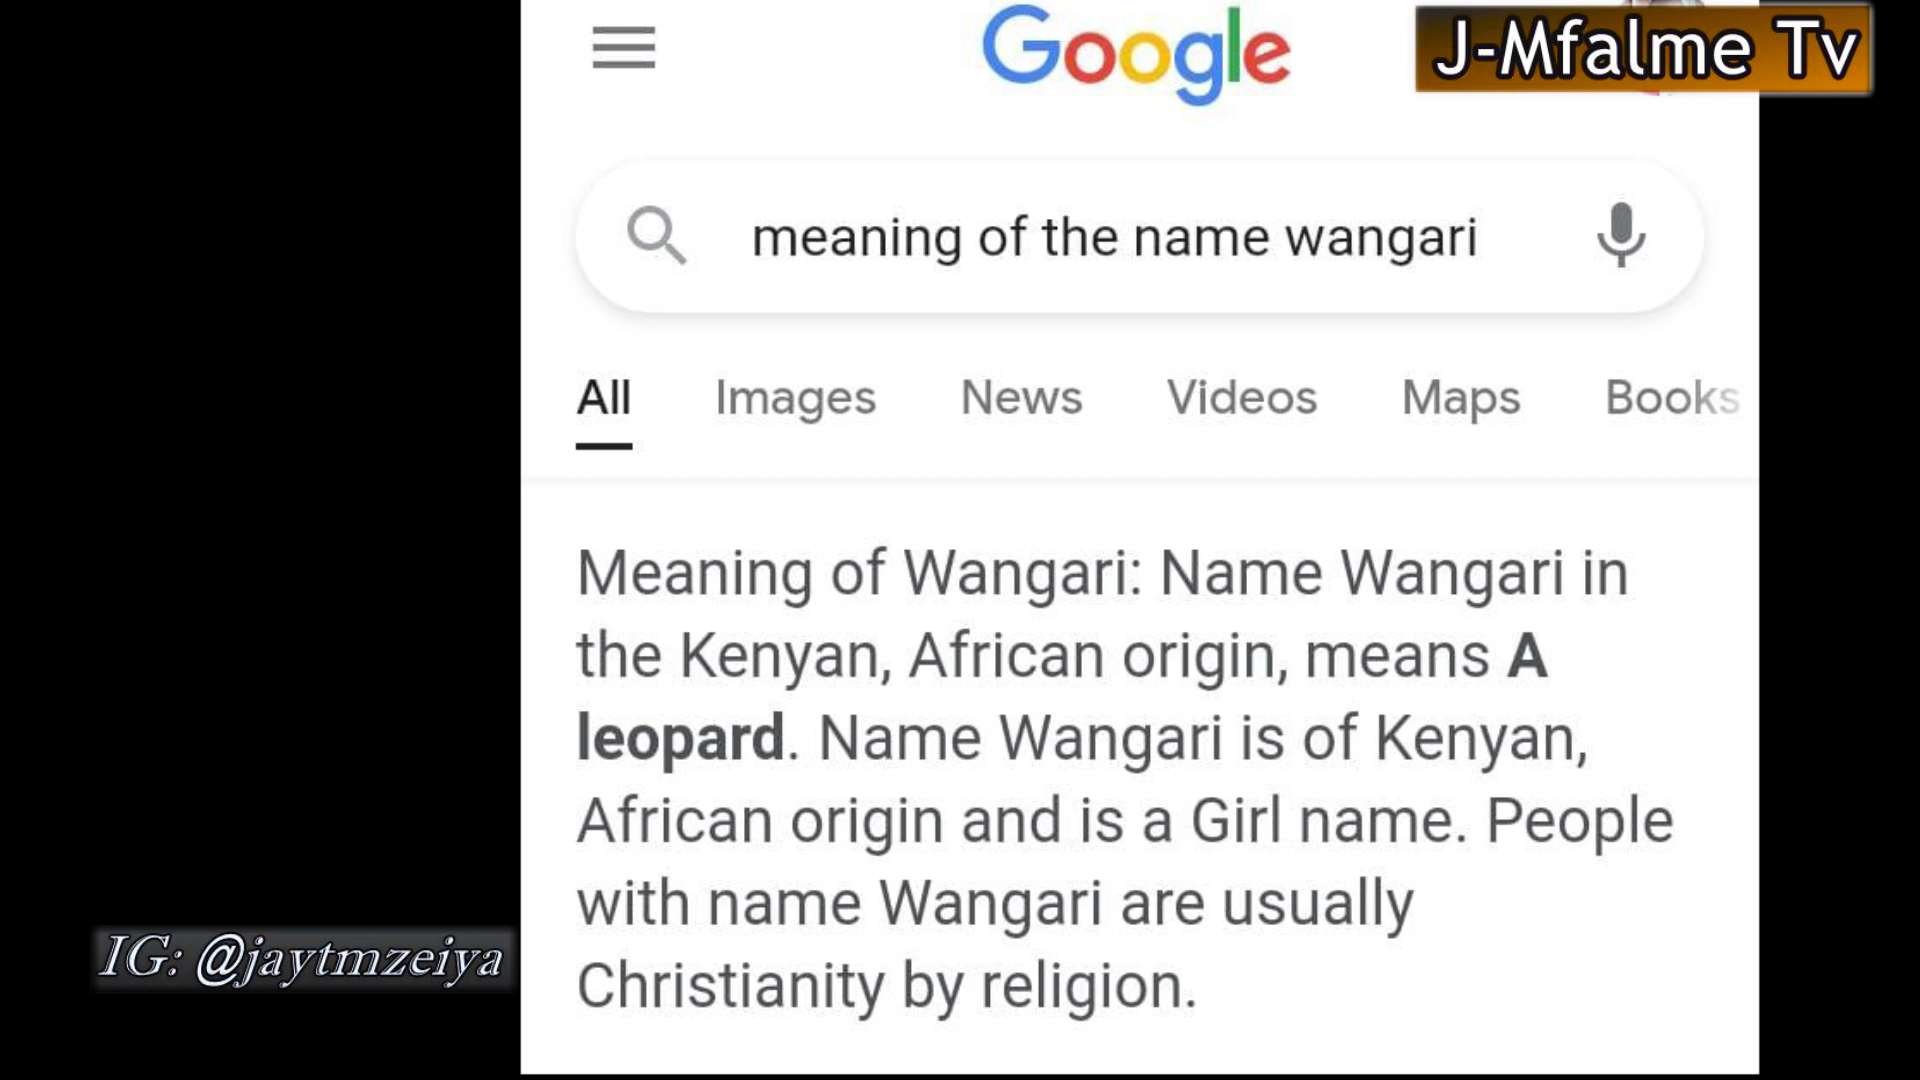 Google
J-Mfalme Tv
meaning of the name wangari
All Images News Videos Maps Books
Meaning of Wangari: Name Wangari in
the Kenyan, African origin, means A
leopard. Name Wangari is of Kenyan,
African origin and is a Girl name. People
with name Wangari are usually
Christianity by religion.
IG: @jaytmzeiya